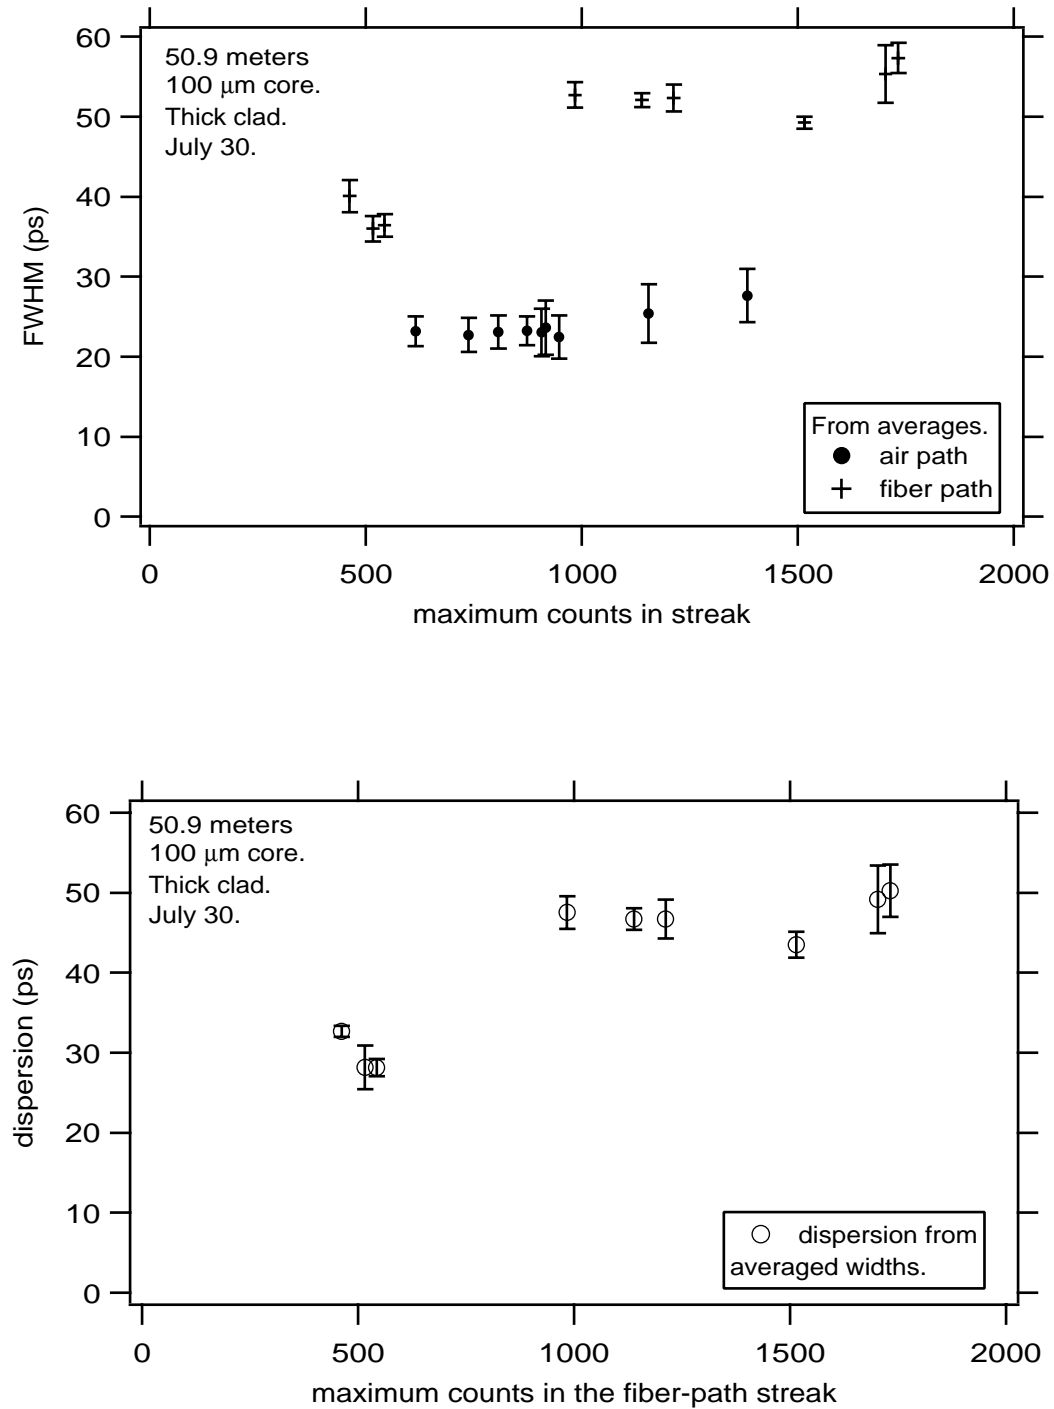 60
50
40
30
20
10
0
FWHM (ps)
50.9 meters
100 μm core.
Thick clad.
July 30.
From averages.
air path
fiber path
0 500 1000 1500 2000
maximum counts in streak
60
50
40
30
20
10
0
dispersion (ps)
50.9 meters
100 μm core.
Thick clad.
July 30.
dispersion from
averaged widths.
0 500 1000 1500 2000
maximum counts in the fiber-path streak